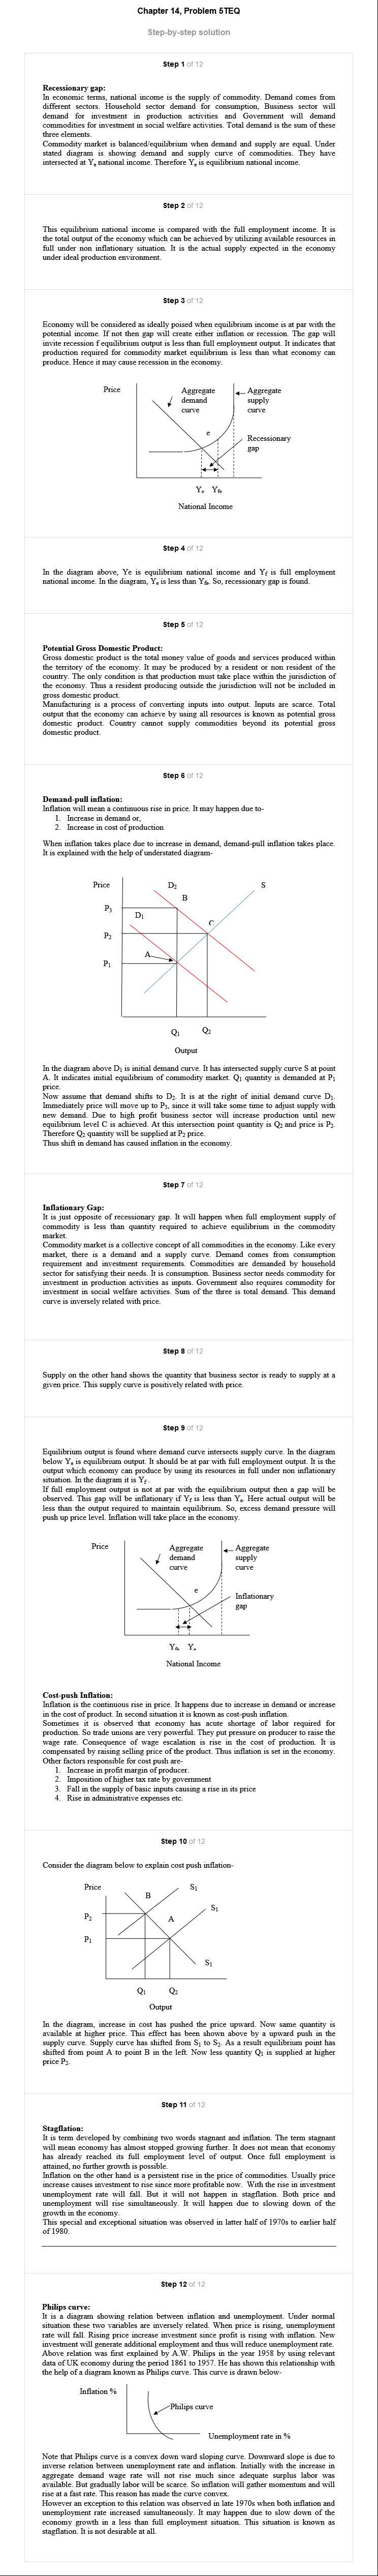 Chapter 14, Problem 5TEQ
Step-by-step solution
Step 1 of 12
Recessionary gap:
In economic terms, national income is the supply of commodity. Demand comes from
different sectors. Household sector demand for consumption, Business sector will
demand for investment in production activities and Government will demand
commodities for investment in social welfare activities. Total demand is the sum of these
three elements.
Commodity market is balanced/equilibrium when demand and supply are equal. Under
stated diagram is showing demand and supply curve of commodities. They have
intersected at Ye national income. Therefore Ye is equilibrium national income.
Step 2 of 12
This equilibrium national income is compared with the full employment income. It is
the total output of the economy which can be achieved by utilizing available resources in
full under non inflationary situation. It is the actual supply expected in the economy
under ideal production environment.
Step 3 of 12
Economy will be considered as ideally poised when equilibrium income is at par with the
potential income. If not then gap will create either inflation or recession. The gap will
invite recession f equilibrium output is less than full employment output. It indicates that
production required for commodity market equilibrium is less than what economy can
produce. Hence it may cause recession in the economy.
Price
Aggregate
demand
curve
Aggregate
supply
curve
e
Recessionary
gap
Ye Yfe
National Income
Step 4 of 12
In the diagram above, Ye is equilibrium national income and Yf is full employment
national income. In the diagram, Ye is less than Yfe. So, recessionary gap is found.
Step 5 of 12
Potential Gross Domestic Product:
Gross domestic product is the total money value of goods and services produced within
the territory of the economy. It may be produced by a resident or non resident of the
country. The only condition is that production must take place within the jurisdiction of
the economy. Thus a resident producing outside the jurisdiction will not be included in
gross domestic product.
Manufacturing is a process of converting inputs into output. Inputs are scarce. Total
output that the economy can achieve by using all resources is known as potential gross
domestic product. Country cannot supply commodities beyond its potential gross
domestic product.
Step 6 of 12
Demand-pull inflation:
Inflation will mean a continuous rise in price. It may happen due to-
1. Increase in demand or,
2. Increase in cost of production
When inflation takes place due to increase in demand, demand-pull inflation takes place.
It is explained with the help of understated diagram-
Price
D2
S
B
P3
D1
C
P2
A
P1
Q1
Q2
Output
In the diagram above D1 is initial demand curve. It has intersected supply curve S at point
A. It indicates initial equilibrium of commodity market. Q1 quantity is demanded at P1
price.
Now assume that demand shifts to D2. It is at the right of initial demand curve D1.
Immediately price will move up to P3, since it will take some time to adjust supply with
new demand. Due to high profit business sector will increase production until new
equilibrium level C is achieved. At this intersection point quantity is Q2 and price is P2.
Therefore Q2 quantity will be supplied at P2 price.
Thus shift in demand has caused inflation in the economy.
Step 7 of 12
Inflationary Gap:
It is just opposite of recessionary gap. It will happen when full employment supply of
commodity is less than quantity required to achieve equilibrium in the commodity
market.
Commodity market is a collective concept of all commodities in the economy. Like every
market, there is a demand and a supply curve. Demand comes from consumption
requirement and investment requirements. Commodities are demanded by household
sector for satisfying their needs. It is consumption. Business sector needs commodity for
investment in production activities as inputs. Government also requires commodity for
investment in social welfare activities. Sum of the three is total demand. This demand
curve is inversely related with price.
Step 8 of 12
Supply on the other hand shows the quantity that business sector is ready to supply at a
given price. This supply curve is positively related with price.
Step 9 of 12
Equilibrium output is found where demand curve intersects supply curve. In the diagram
below Ye is equilibrium output. It should be at par with full employment output. It is the
output which economy can produce by using its resources in full under non inflationary
situation. In the diagram it is Yf .
If full employment output is not at par with the equilibrium output then a gap will be
observed. This gap will be inflationary if Yf is less than Ye. Here actual output will be
less than the output required to maintain equilibrium. So, excess demand pressure will
push up price level. Inflation will take place in the economy.
Price
Aggregate
demand
curve
Aggregate
supply
curve
e
Inflationary
gap
Yfe Ye
National Income
Cost-push Inflation:
Inflation is the continuous rise in price. It happens due to increase in demand or increase
in the cost of product. In second situation it is known as cost-push inflation.
Sometimes it is observed that economy has acute shortage of labor required for
production. So trade unions are very powerful. They put pressure on producer to raise the
wage rate. Consequence of wage escalation is rise in the cost of production. It is
compensated by raising selling price of the product. Thus inflation is set in the economy.
Other factors responsible for cost push are-
1. Increase in profit margin of producer.
2. Imposition of higher tax rate by government
3. Fall in the supply of basic inputs causing a rise in its price
4. Rise in administrative expenses etc.
Step 10 of 12
Consider the diagram below to explain cost push inflation-
Price
S1
B
S1
P2
A
P1
S1
Q1
Q2
Output
In the diagram, increase in cost has pushed the price upward. Now same quantity is
available at higher price. This effect has been shown above by a upward push in the
supply curve. Supply curve has shifted from S1 to S2. As a result equilibrium point has
shifted from point A to point B in the left. Now less quantity Q1 is supplied at higher
price P2.
Step 11 of 12
Stagflation:
It is term developed by combining two words stagnant and inflation. The term stagnant
will mean economy has almost stopped growing further. It does not mean that economy
has already reached its full employment level of output. Once full employment is
attained, no further growth is possible.
Inflation on the other hand is a persistent rise in the price of commodities. Usually price
increase causes investment to rise since more profitable now. With the rise in investment
unemployment rate will fall. But it will not happen in stagflation. Both price and
unemployment will rise simultaneously. It will happen due to slowing down of the
growth in the economy.
This special and exceptional situation was observed in latter half of 1970s to earlier half
of 1980.
Step 12 of 12
Philips curve:
It is a diagram showing relation between inflation and unemployment. Under normal
situation these two variables are inversely related. When price is rising, unemployment
rate will fall. Rising price increase investment since profit is rising with inflation. New
investment will generate additional employment and thus will reduce unemployment rate.
Above relation was first explained by A.W. Philips in the year 1958 by using relevant
data of UK economy during the period 1861 to 1957. He has shown this relationship with
the help of a diagram known as Philips curve. This curve is drawn below-
Inflation %
Philips curve
Unemployment rate in %
Note that Philips curve is a convex down ward sloping curve. Downward slope is due to
inverse relation between unemployment rate and inflation. Initially with the increase in
aggregate demand wage rate will not rise much since adequate surplus labor was
available. But gradually labor will be scarce. So inflation will gather momentum and will
rise at a fast rate. This reason has made the curve convex.
However an exception to this relation was observed in late 1970s when both inflation and
unemployment rate increased simultaneously. It may happen due to slow down of the
economy growth in a less than full employment situation. This situation is known as
stagflation. It is not desirable at all.